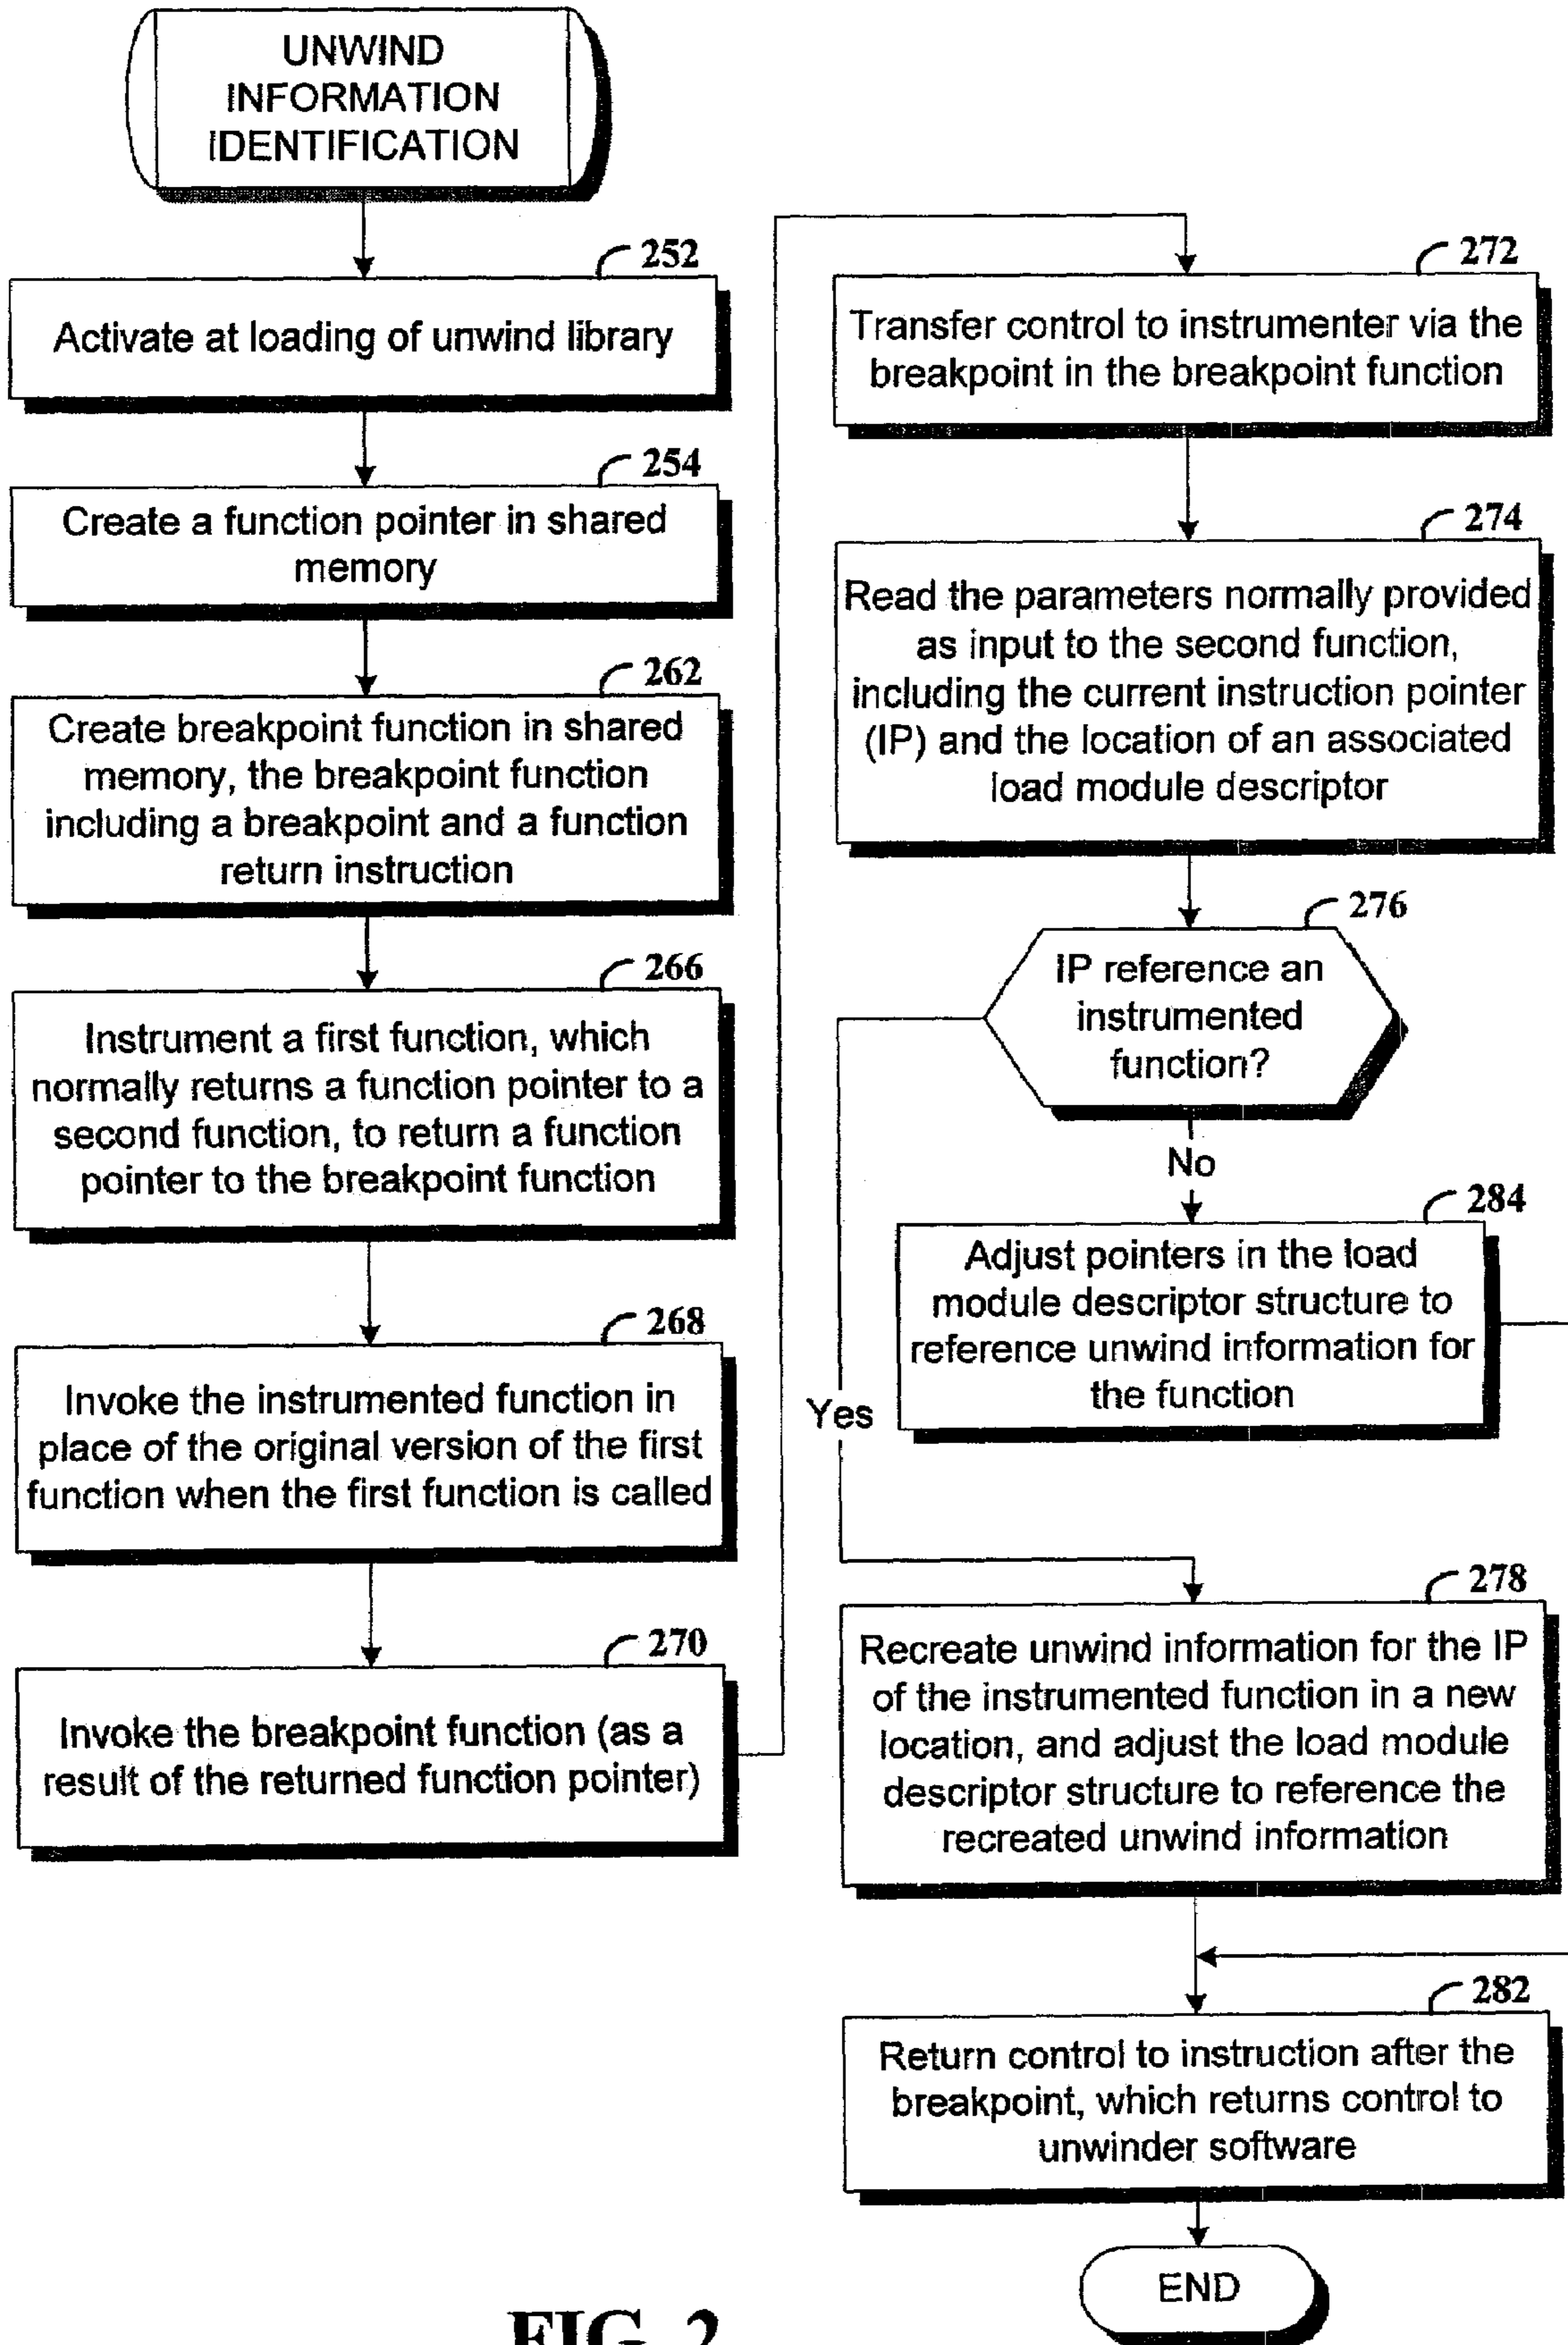 UNWIND
INFORMATION
IDENTIFICATION
252
Activate at loading of unwind library
254
Create a function pointer in shared
memory
262
Create breakpoint function in shared
memory, the breakpoint function
including a breakpoint and a function
return instruction
266
Instrument a first function, which
normally returns a function pointer to a
second function, to return a function
pointer to the breakpoint function
268
Invoke the instrumented function in
place of the original version of the first
function when the first function is called
270
Invoke the breakpoint function (as a
result of the returned function pointer)
272
Transfer control to instrumenter via the
breakpoint in the breakpoint function
274
Read the parameters normally provided
as input to the second function,
including the current instruction pointer
(IP) and the location of an associated
load module descriptor
276
IP reference an
instrumented
function?
No
284
Adjust pointers in the load
module descriptor structure to
reference unwind information for
the function
Yes
278
Recreate unwind information for the IP
of the instrumented function in a new
location, and adjust the load module
descriptor structure to reference the
recreated unwind information
282
Return control to instruction after the
breakpoint, which returns control to
unwinder software
END
FIG. 2